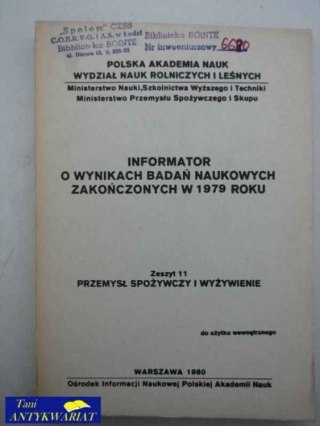 „Społem" CZSS
C.O.S.R.P.G. i A.S. w Łodzi
Biblioteka BOINTE
Biblioteka BOINTE
Nr inwentarzowy 6620
POLSKA AKADEMIA NAUK
WYDZIAŁ NAUK ROLNICZYCH I LEŚNYCH
Ministerstwo Nauki, Szkolnictwa Wyższego i Techniki
Ministerstwo Przemysłu Spożywczego i Skupu
INFORMATOR
O WYNIKACH BADAŃ NAUKOWYCH
ZAKOŃCZONYCH W 1979 ROKU
Zeszyt 11
PRZEMYSŁ SPOŻYWCZY I WYŻYWIENIE
do użytku wewnętrznego
WARSZAWA 1980
Ośrodek Informacji Naukowej Polskiej Akademii Nauk
Tani
ANTYKWARIAT